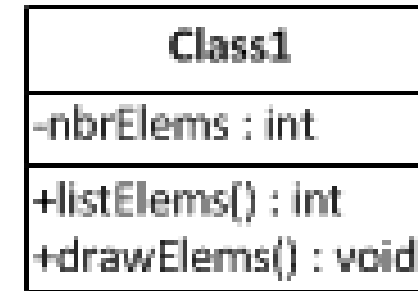 Class1
-nbrElems : int
+listElems() : int
+drawElems() : void